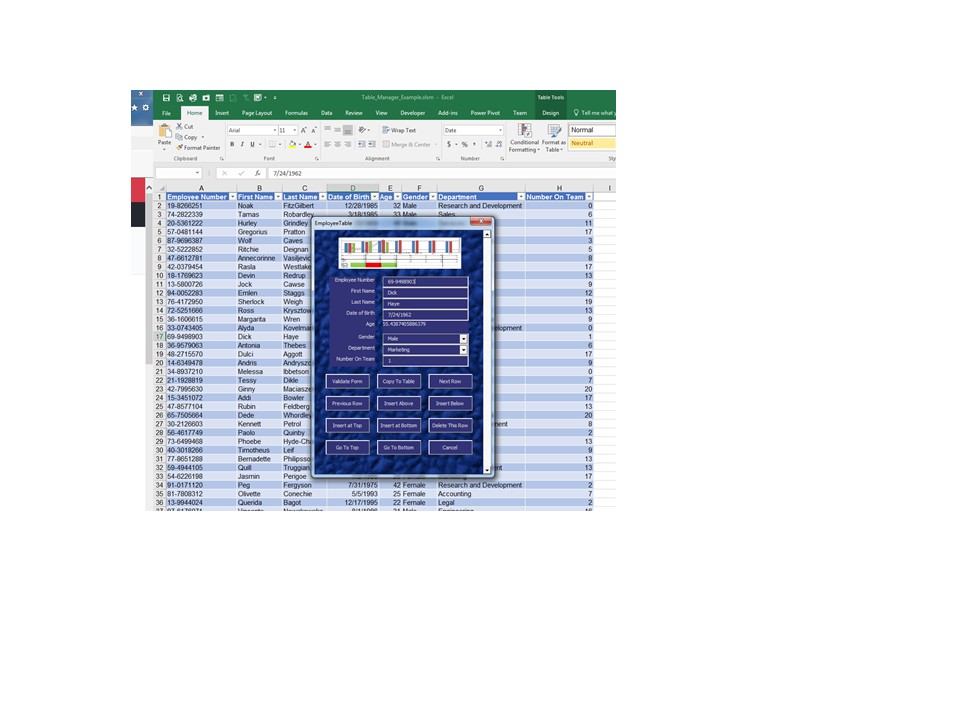 Table_Manager_Example.xlsm - Excel
Table Tools
File Home Insert Page Layout Formulas Data Review View Developer Add-ins Power Pivot Team Design Tell me what
Paste
Cut
Copy
Format Painter
Clipboard
Arial 11
B I U
Font
Wrap Text
Merge & Center
Alignment
Date
$ % ,
Number
Conditional Formatting
Format as Table
Normal
Neutral
7/24/1962
A B C D E F G H I
1 Employee Number First Name Last Name Date of Birth Age Gender Department Number On Team
2 19-8266251 Noak FitzGilbert 12/28/1985 32 Male Research and Development 0
3 74-2822339 Tamas Robardley 3/18/1985 33 Male Sales 6
4 20-5361222 Hurley Grindley 11
5 57-0481144 Gregorius Pratton 17
6 87-9696387 Wolf Caves 3
7 32-5222852 Ritchie Deignan 5
8 47-6612781 Annecorinne Vasiljevic 8
9 42-0379454 Rasla Westlake 17
10 18-1769623 Devin Redrup 13
11 13-5800726 Jock Cawse 9
12 94-0052283 Emlen Staggs 12
13 76-4172950 Sherlock Weigh 19
14 72-5251666 Ross Krysztow 13
15 36-1606615 Margarita Wren 9
16 33-0743405 Alyda Kovelman elopment 0
17 69-9498903 Dick Haye 1
18 36-9579063 Antonia Thebes 6
19 48-2715570 Dulci Aggott 17
20 14-6349478 Andris Andryszc 9
21 34-8937210 Melessa Ibbetson 0
22 21-1928819 Tessy Dikle 7
23 42-7995630 Ginny Maciasze 20
24 15-3451072 Addi Bowler 17
25 47-8577104 Rubin Feldberg 13
26 65-7505664 Dede Whordley 20
27 30-2126603 Kennett Petrol ment 8
28 56-4617749 Paolo Quinby 2
29 73-6499468 Phoebe Hyde-Cha 13
30 40-3018266 Timotheus Leif 9
31 77-8651288 Bernadette Philipsso 13
32 59-4944105 Quill Truggian ment 13
33 54-6226198 Jasmin Perigoe 17
34 91-0171120 Peg Fergyson 7/31/1975 42 Female Research and Development 2
35 81-7808312 Olivette Conechie 5/5/1993 25 Female Accounting 7
36 13-9944024 Querida Bagot 12/17/1995 22 Female Legal 2
EmployeeTable
Employee Number 69-9498903
First Name Dick
Last Name Haye
Date of Birth 7/24/1962
Age 55.4387405886379
Gender Male
Department Marketing
Number On Team 1
Validate Form Copy To Table Next Row
Previous Row Insert Above Insert Below
Insert at Top Insert at Bottom Delete This Row
Go To Top Go To Bottom Cancel